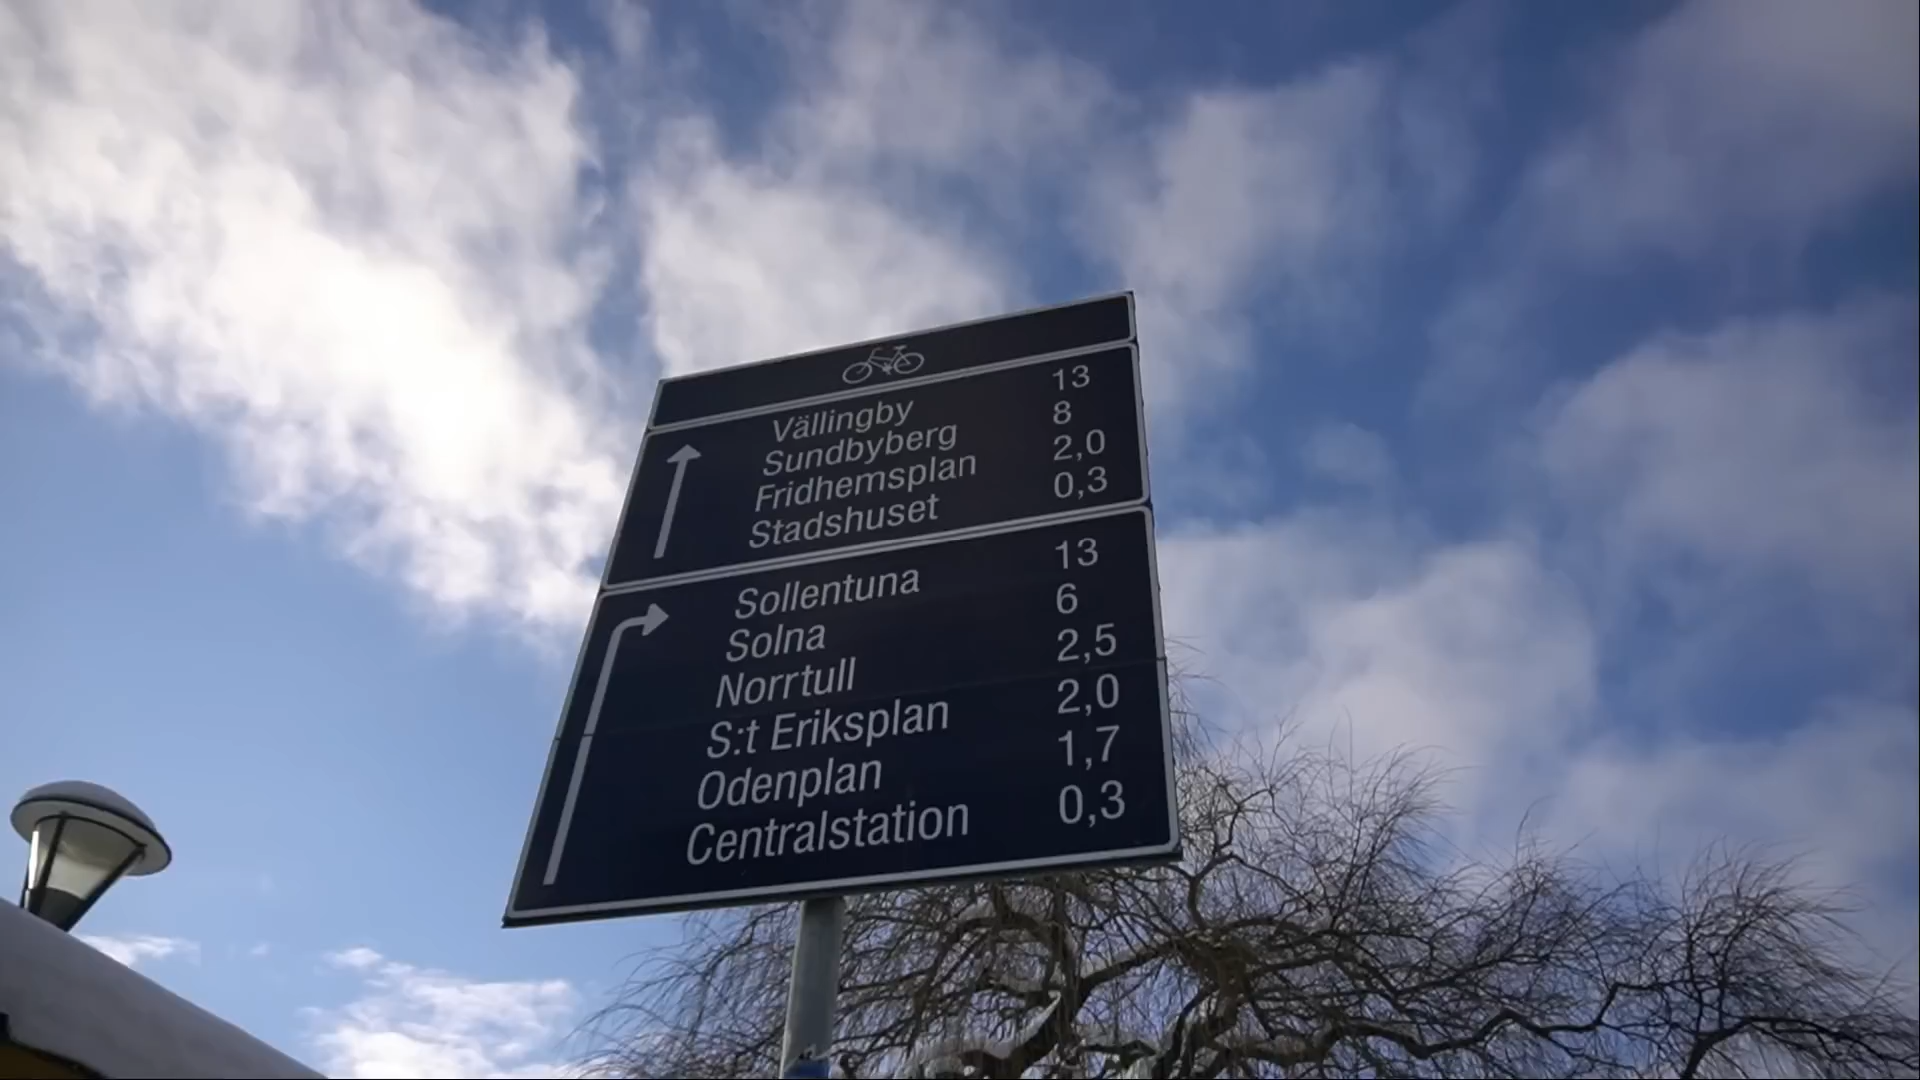 Vällingby 13
Sundbyberg 8
Fridhemsplan 2,0
Stadshuset 0,3
Sollentuna 13
Solna 6
Norrtull 2,5
S:t Eriksplan 2,0
Odenplan 1,7
Centralstation 0,3